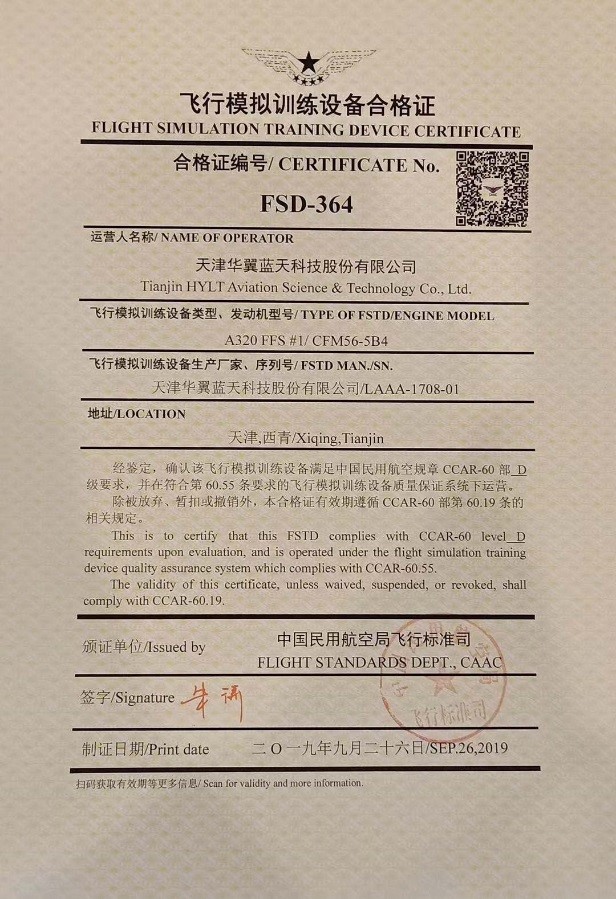 飞行模拟训练设备合格证
FLIGHT SIMULATION TRAINING DEVICE CERTIFICATE
合格证编号/ CERTIFICATE No.
FSD-364
运营人名称/ NAME OF OPERATOR
天津华翼蓝天科技股份有限公司
Tianjin HYLT Aviation Science & Technology Co., Ltd.
飞行模拟训练设备类型、发动机型号/ TYPE OF FSTD/ENGINE MODEL
A320 FFS #1/ CFM56-5B4
飞行模拟训练设备生产厂家、序列号/ FSTD MAN./SN.
天津华翼蓝天科技股份有限公司/LAAA-1708-01
地址/LOCATION
天津,西青/Xiqing,Tianjin
经鉴定，确认该飞行模拟训练设备满足中国民用航空规章 CCAR-60 部 D
级要求，并在符合第 60.55 条要求的飞行模拟训练设备质量保证系统下运营。
除被放弃、暂扣或撤销外，本合格证有效期遵循 CCAR-60 部第 60.19 条的
相关规定。
This is to certify that this FSTD complies with CCAR-60 level D
requirements upon evaluation, and is operated under the flight simulation training
device quality assurance system which complies with CCAR-60.55.
The validity of this certificate, unless waived, suspended, or revoked, shall
comply with CCAR-60.19.
颁证单位/Issued by
中国民用航空局飞行标准司
FLIGHT STANDARDS DEPT., CAAC
签字/Signature
飞行标准司
制证日期/Print date
二〇一九年九月二十六日/SEP,26,2019
扫码获取有效期等更多信息/ Scan for validity and more information.